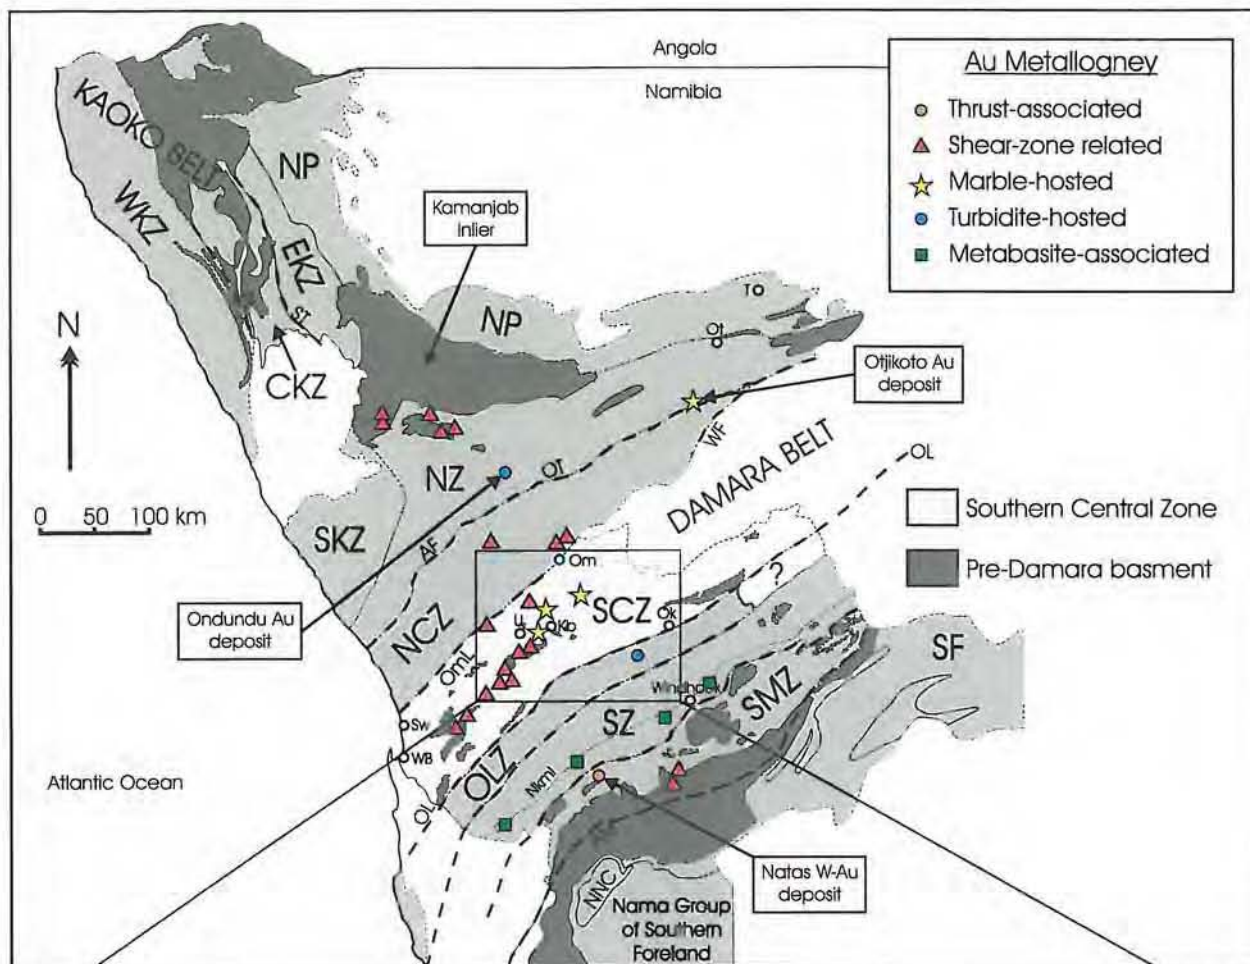 Angola
Namibia
Au Metallogney
Thrust-associated
Shear-zone related
Marble-hosted
Turbidite-hosted
Metabasite-associated
KAOKO BELT
WKZ
NP
EKZ
ST
CKZ
Kamanjab
inlier
NP
T
Ot
Otjikoto Au
deposit
N
0 50 100 km
NZ
OT
WF
DAMARA BELT
OL
Southern Central Zone
Pre-Damara basment
SKZ
AF
Om
Ondundu Au
deposit
NCZ
OmL
U
Kb
SCZ
Ok
?
SF
Windhoek
SMZ
SZ
Sw
WB
Atlantic Ocean
OLZ
OL
Nkml
Natas W-Au
deposit
NNC
Nama Group
of Southern
Foreland